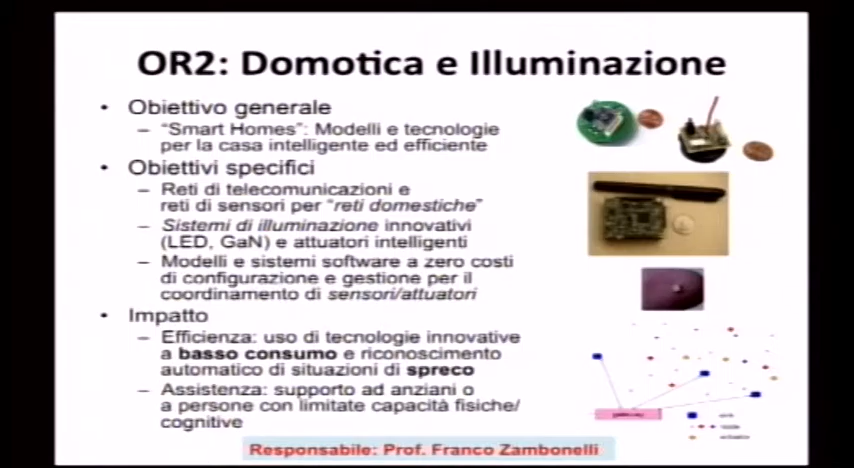 OR2: Domotica e Illuminazione
• Obiettivo generale
– "Smart Homes": Modelli e tecnologie
per la casa intelligente ed efficiente
• Obiettivi specifici
– Reti di telecomunicazioni e
reti di sensori per "reti domestiche"
– Sistemi di illuminazione innovativi
(LED, GaN) e attuatori intelligenti
– Modelli e sistemi software a zero costi
di configurazione e gestione per il
coordinamento di sensori/attuatori
• Impatto
– Efficienza: uso di tecnologie innovative
a basso consumo e riconoscimento
automatico di situazioni di spreco
– Assistenza: supporto ad anziani o
a persone con limitate capacità fisiche/
cognitive
Responsabile: Prof. Franco Zambonelli